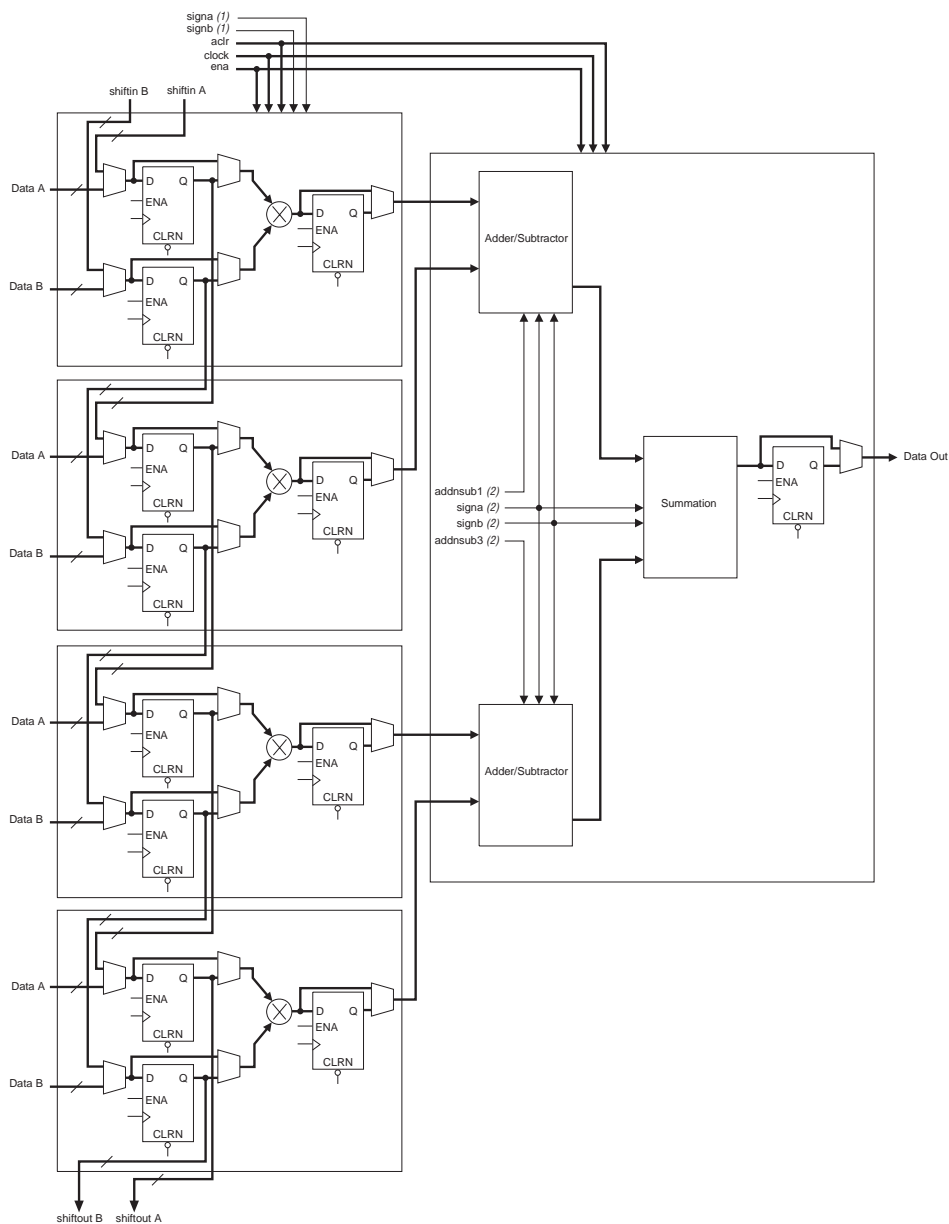 signa (1)
signb (1)
aclr
clock
ena
shiftin B
shiftin A
Data A
D Q
ENA
CLRN
D Q
ENA
CLRN
Data B
D Q
ENA
CLRN
Adder/Subtractor
Data A
D Q
ENA
CLRN
D Q
ENA
CLRN
Data B
D Q
ENA
CLRN
addnsub1 (2)
signa (2)
signb (2)
addnsub3 (2)
Summation
D Q
ENA
CLRN
Data Out
Data A
D Q
ENA
CLRN
D Q
ENA
CLRN
Data B
D Q
ENA
CLRN
Adder/Subtractor
Data A
D Q
ENA
CLRN
D Q
ENA
CLRN
Data B
D Q
ENA
CLRN
shiftout B
shiftout A